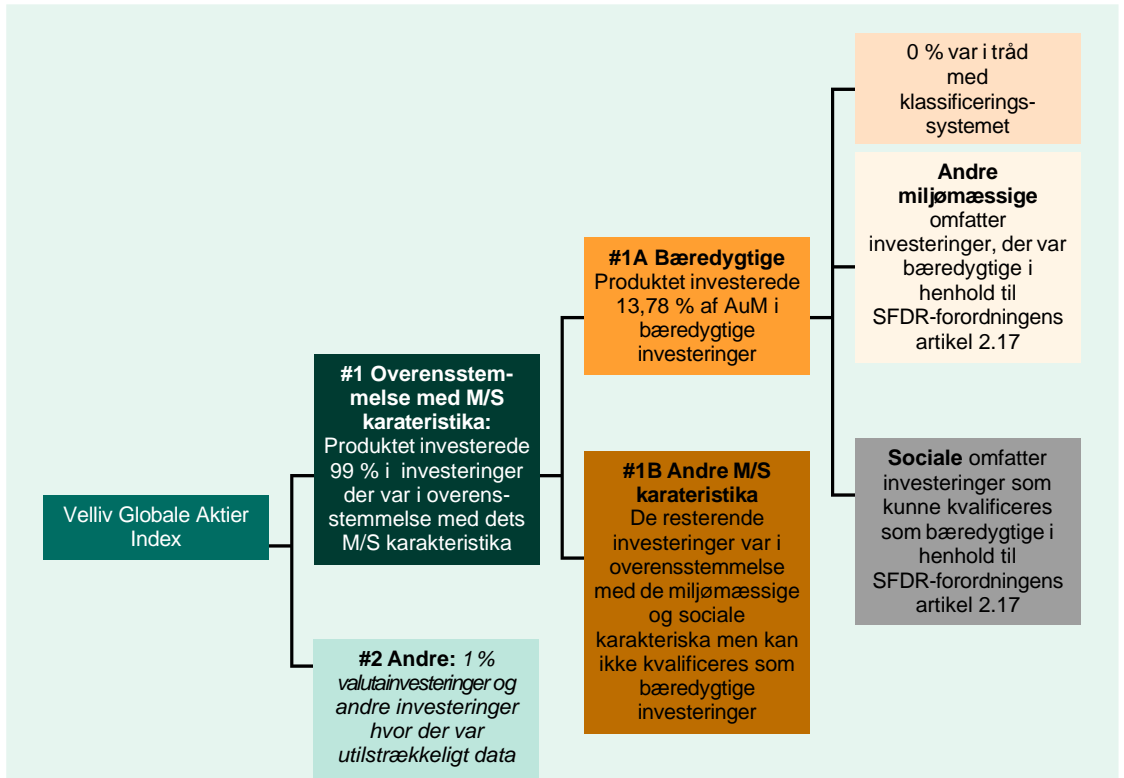 Velliv Globale Aktier
Index
#1 Overensstem-
melse med M/S
karateristika:
Produktet investerede
99 % i investeringer
der var i overens-
stemmelse med dets
M/S karakteristika
#2 Andre: 1 %
valutainvesteringer og
andre investeringer
hvor der var
utilstrækkeligt data
#1A Bæredygtige
Produktet investerede
13,78 % af AuM i
bæredygtige
investeringer
#1B Andre M/S
karateristika
De resterende
investeringer var i
overensstemmelse
med de miljømæssige
og sociale
karakteriska men kan
ikke kvalificeres som
bæredygtige
investeringer
0 % var i tråd
med
klassificerings-
systemet
Andre
miljømæssige
omfatter
investeringer, der var
bæredygtige i
henhold til
SFDR-forordningens
artikel 2.17
Sociale omfatter
investeringer som
kunne kvalificeres
som bæredygtige i
henhold til
SFDR-forordningens
artikel 2.17